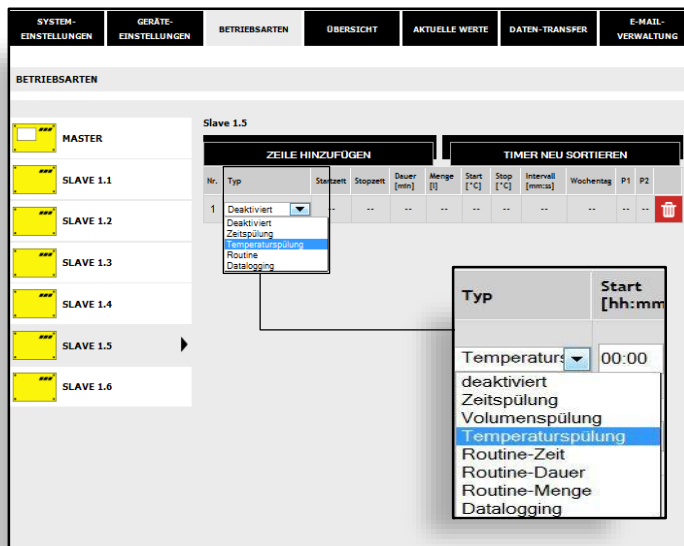 SYSTEM-
EINSTELLUNGEN
GERÄTE-
EINSTELLUNGEN
BETRIEBSARTEN
ÜBERSICHT
AKTUELLE WERTE
DATEN-TRANSFER
E-MAIL-
VERWALTUNG
BETRIEBSARTEN
MASTER
SLAVE 1.1
SLAVE 1.2
SLAVE 1.3
SLAVE 1.4
SLAVE 1.5
SLAVE 1.6
Slave 1.5
ZEILE HINZUFÜGEN
TIMER NEU SORTIEREN
Nr. Typ Startzeit Stopzeit Dauer [min] Menge [l] Start [°C] Stop [°C] Intervall [mm:ss] Wochentag P1 P2
1 Deaktiviert -- -- -- -- -- -- -- -- -- --
Deaktiviert
Zeitspülung
Temperaturspülung
Routine
Datalogging
Typ
Start
[hh:mm
Temperaturs 00:00
deaktiviert
Zeitspülung
Volumenspülung
Temperaturspülung
Routine-Zeit
Routine-Dauer
Routine-Menge
Datalogging